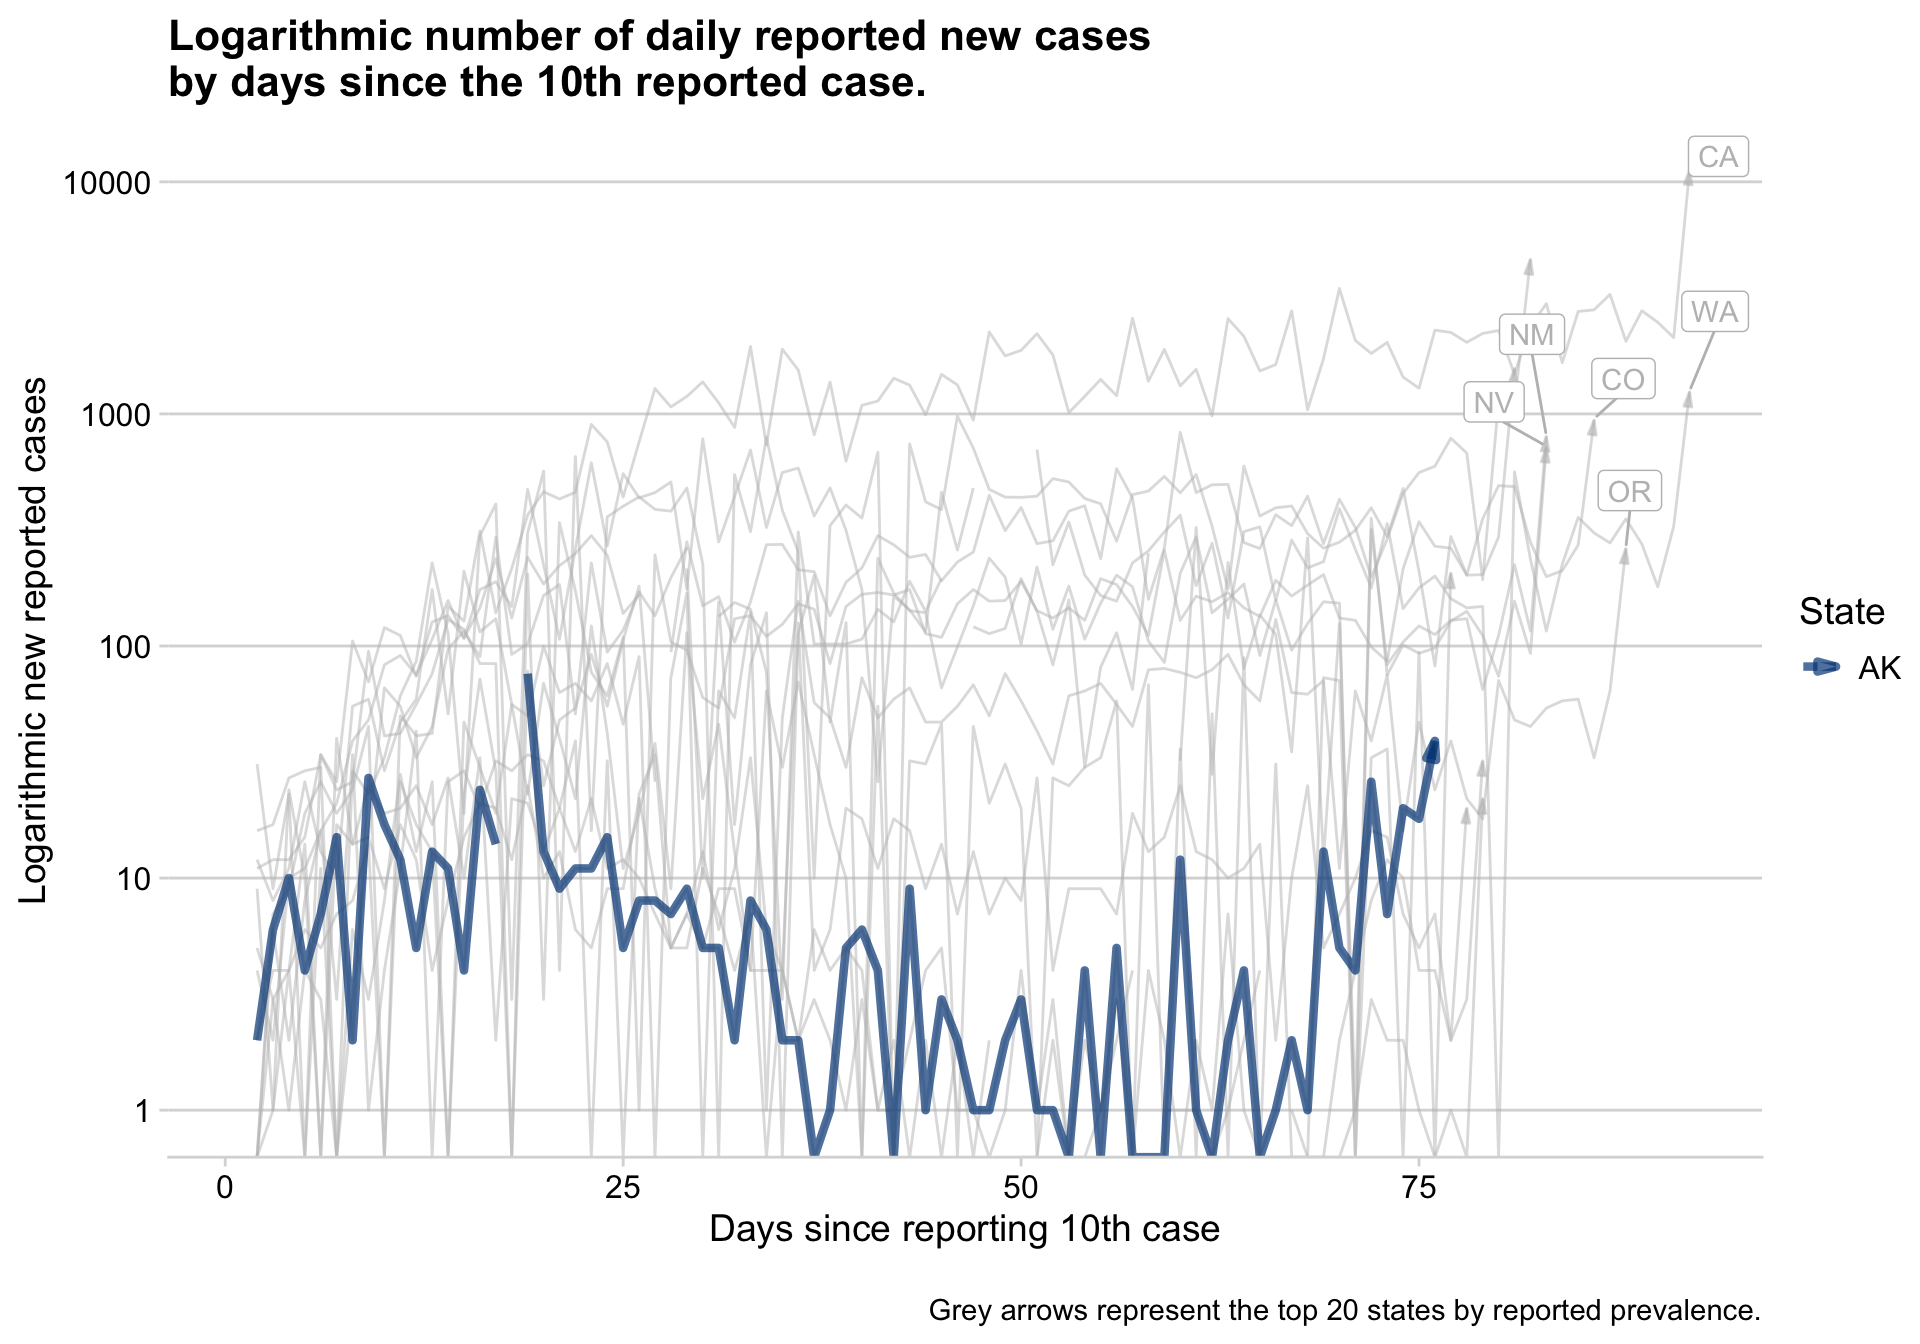 Logarithmic number of daily reported new cases
by days since the 10th reported case.
Logarithmic new reported cases
10000
1000
100
10
1
CA
WA
NM
CO
NV
OR
State
AK
0
25
50
75
Days since reporting 10th case
Grey arrows represent the top 20 states by reported prevalence.